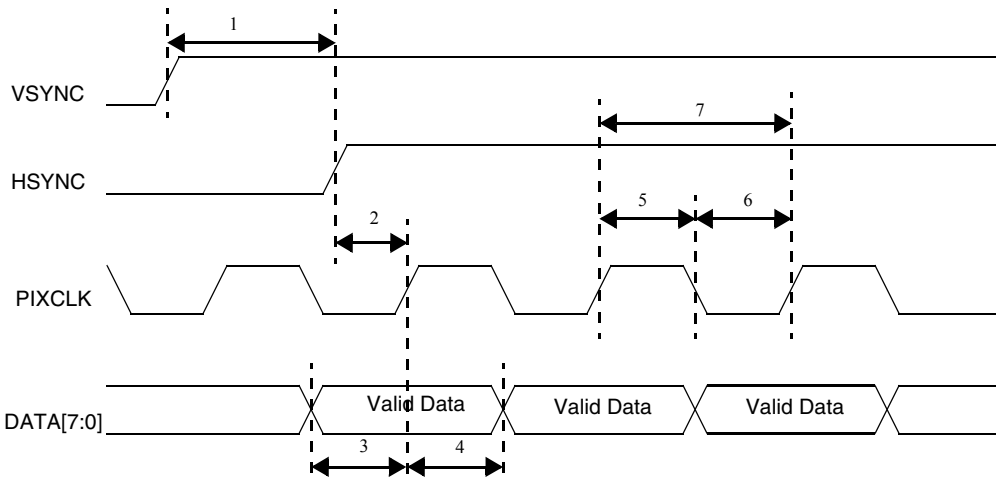 1
VSYNC
7
HSYNC
5
6
2
PIXCLK
DATA[7:0]
Valid Data
Valid Data
Valid Data
3
4